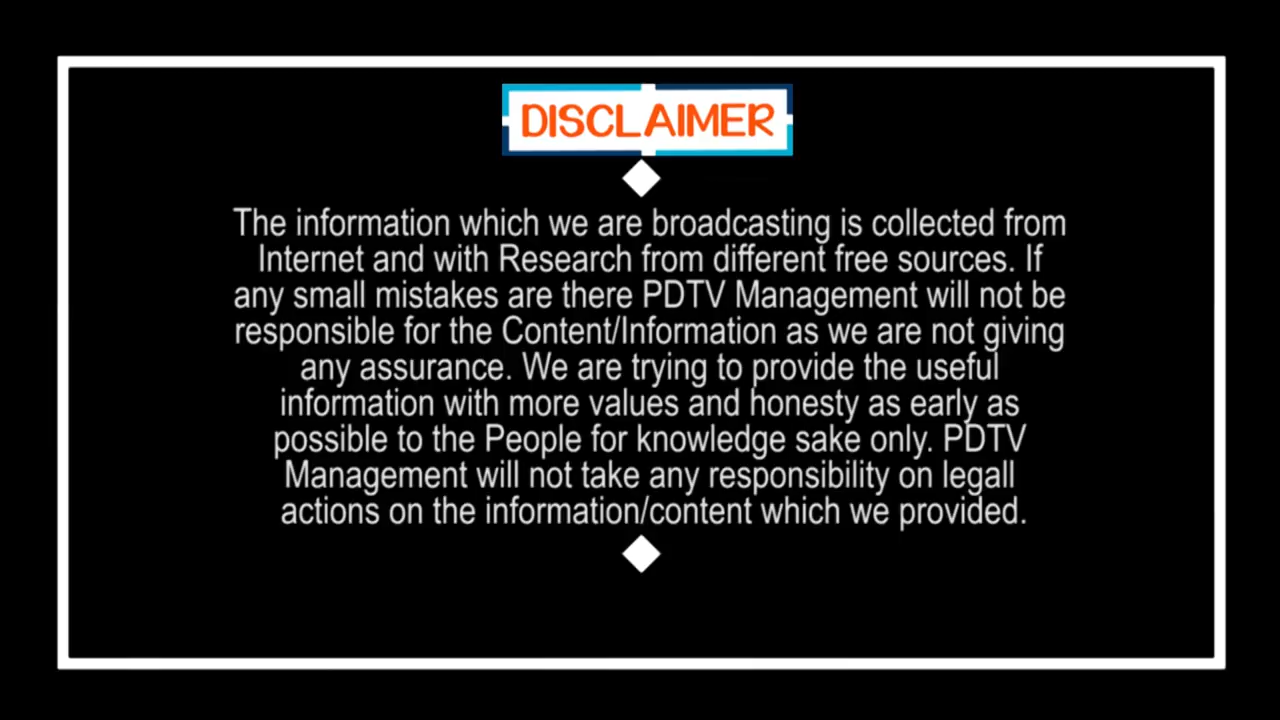 DISCLAIMER
The information which we are broadcasting is collected from
Internet and with Research from different free sources. If
any small mistakes are there PDTV Management will not be
responsible for the Content/Information as we are not giving
any assurance. We are trying to provide the useful
information with more values and honesty as early as
possible to the People for knowledge sake only. PDTV
Management will not take any responsibility on legall
actions on the information/content which we provided.